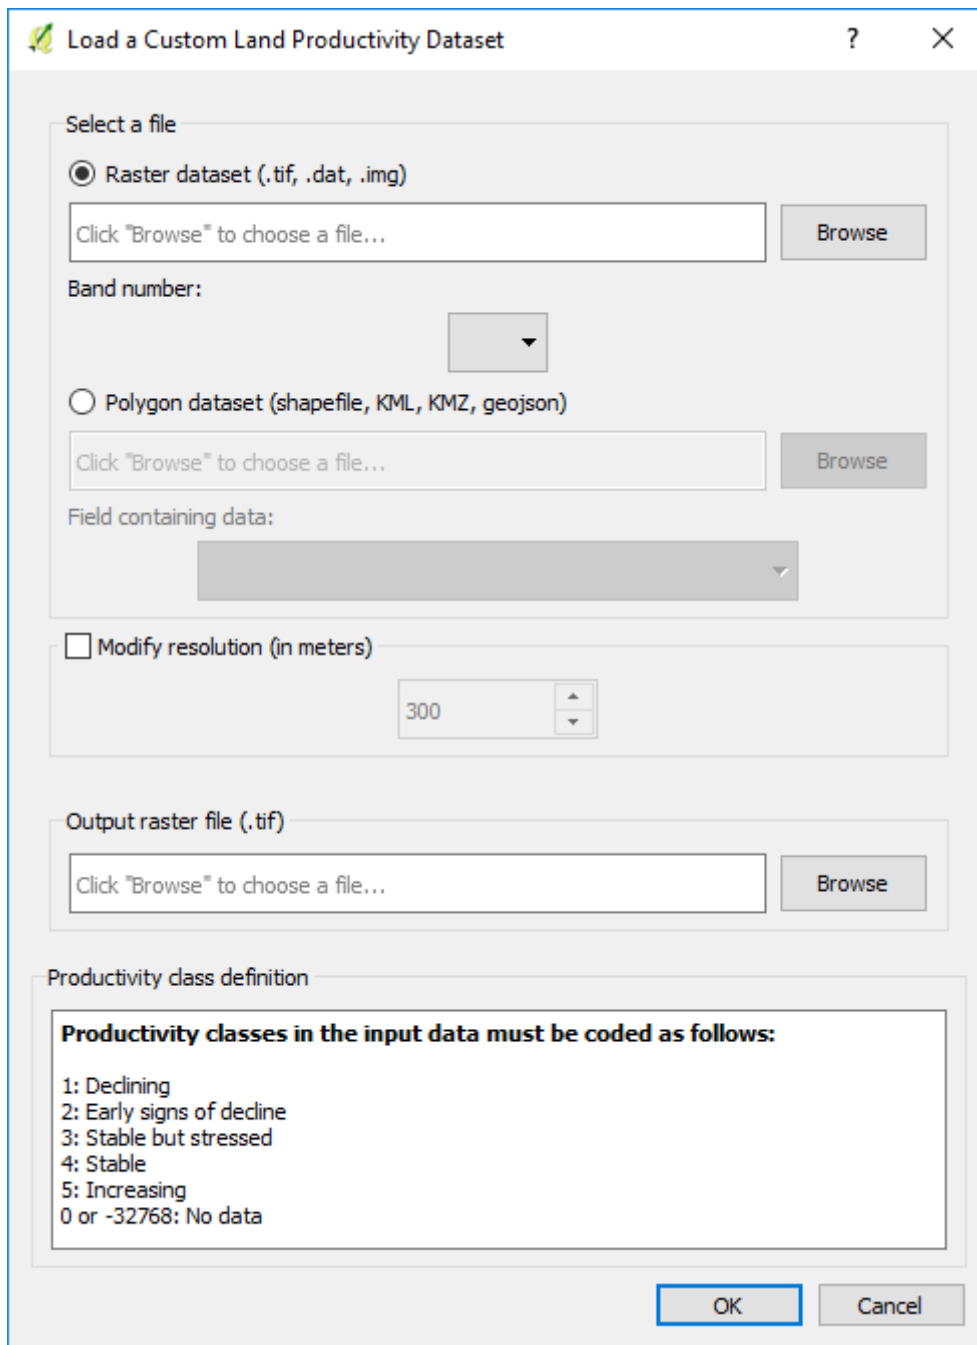 Load a Custom Land Productivity Dataset
?
Select a file
Raster dataset (.tif, .dat, .img)
Click "Browse" to choose a file...
Browse
Band number:
Polygon dataset (shapefile, KML, KMZ, geojson)
Click "Browse" to choose a file...
Browse
Field containing data:
Modify resolution (in meters)
300
Output raster file (.tif)
Click "Browse" to choose a file...
Browse
Productivity class definition
Productivity classes in the input data must be coded as follows:
1: Declining
2: Early signs of decline
3: Stable but stressed
4: Stable
5: Increasing
0 or -32768: No data
OK
Cancel